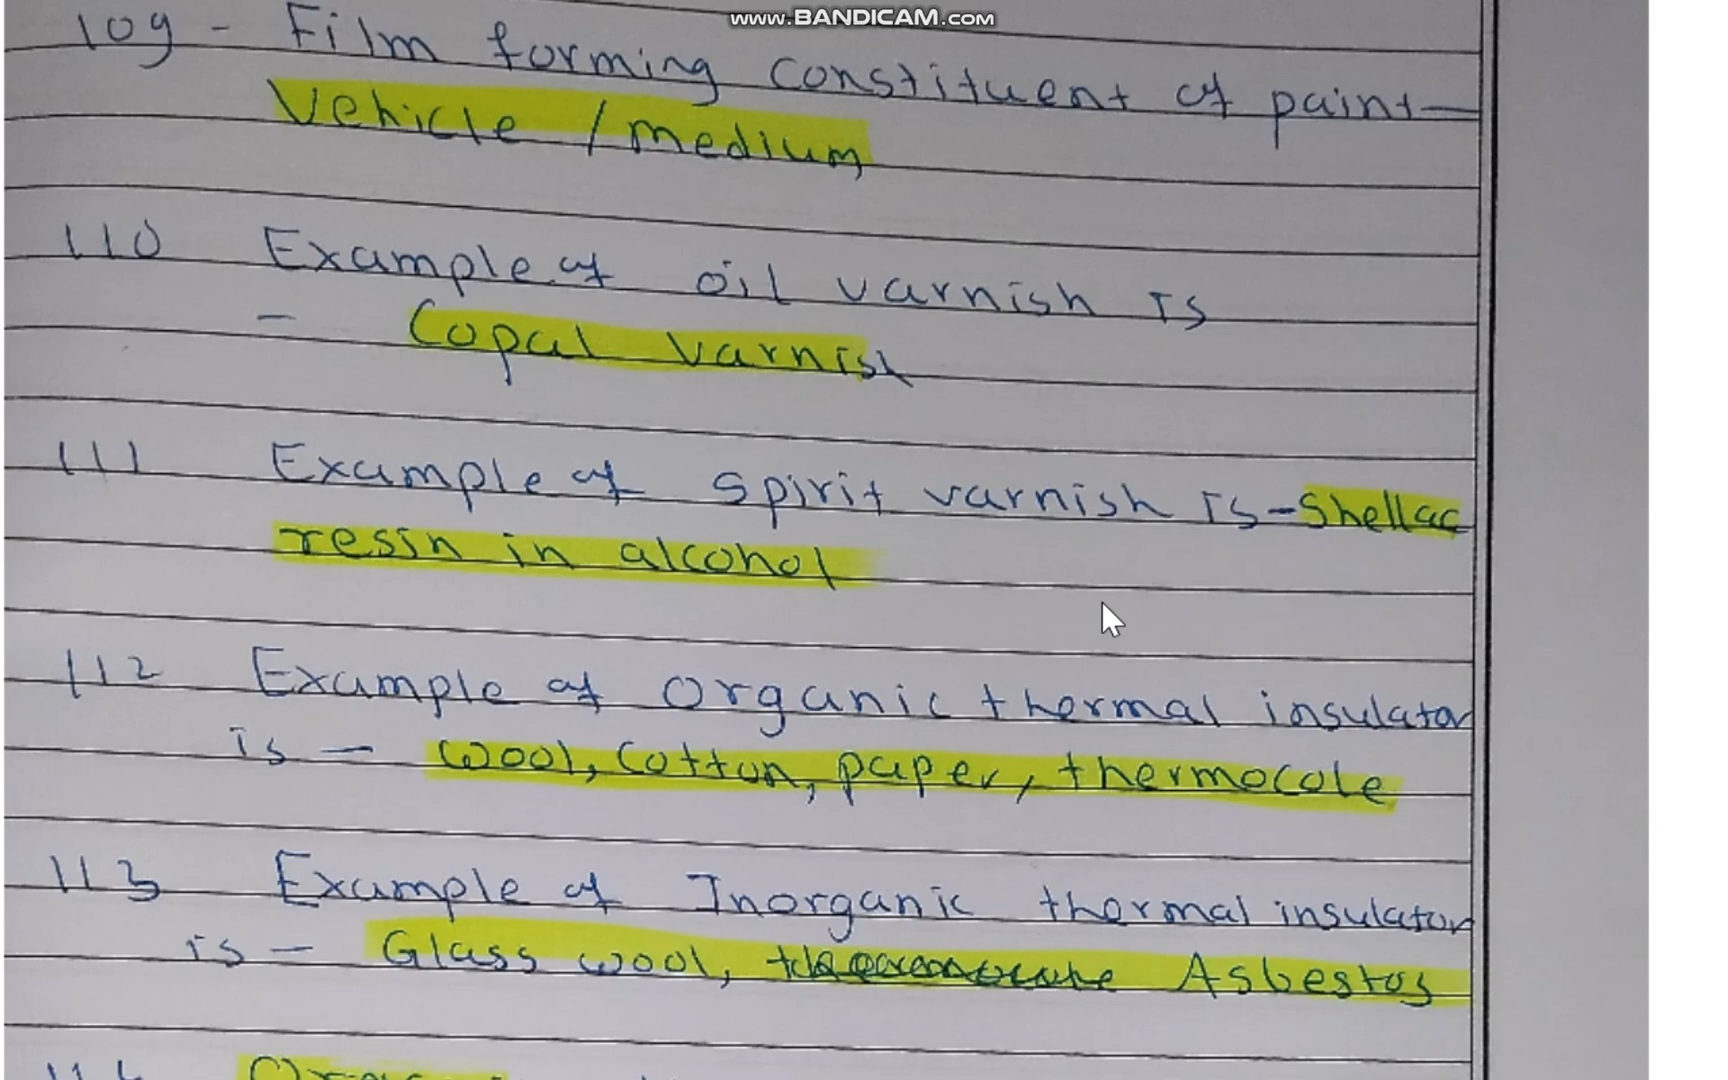 www.BANDICAM.com
109 - Film forming constituent of paint-
Vehicle / medium
110 Example of oil varnish is
- Copal varnish
111 Example of spirit varnish is - Shellac
resin in alcohol
112 Example of Organic thermal insulator
is - wool, cotton, paper, thermocole
113 Example of Inorganic thermal insulator
is - Glass wool, Asbestos